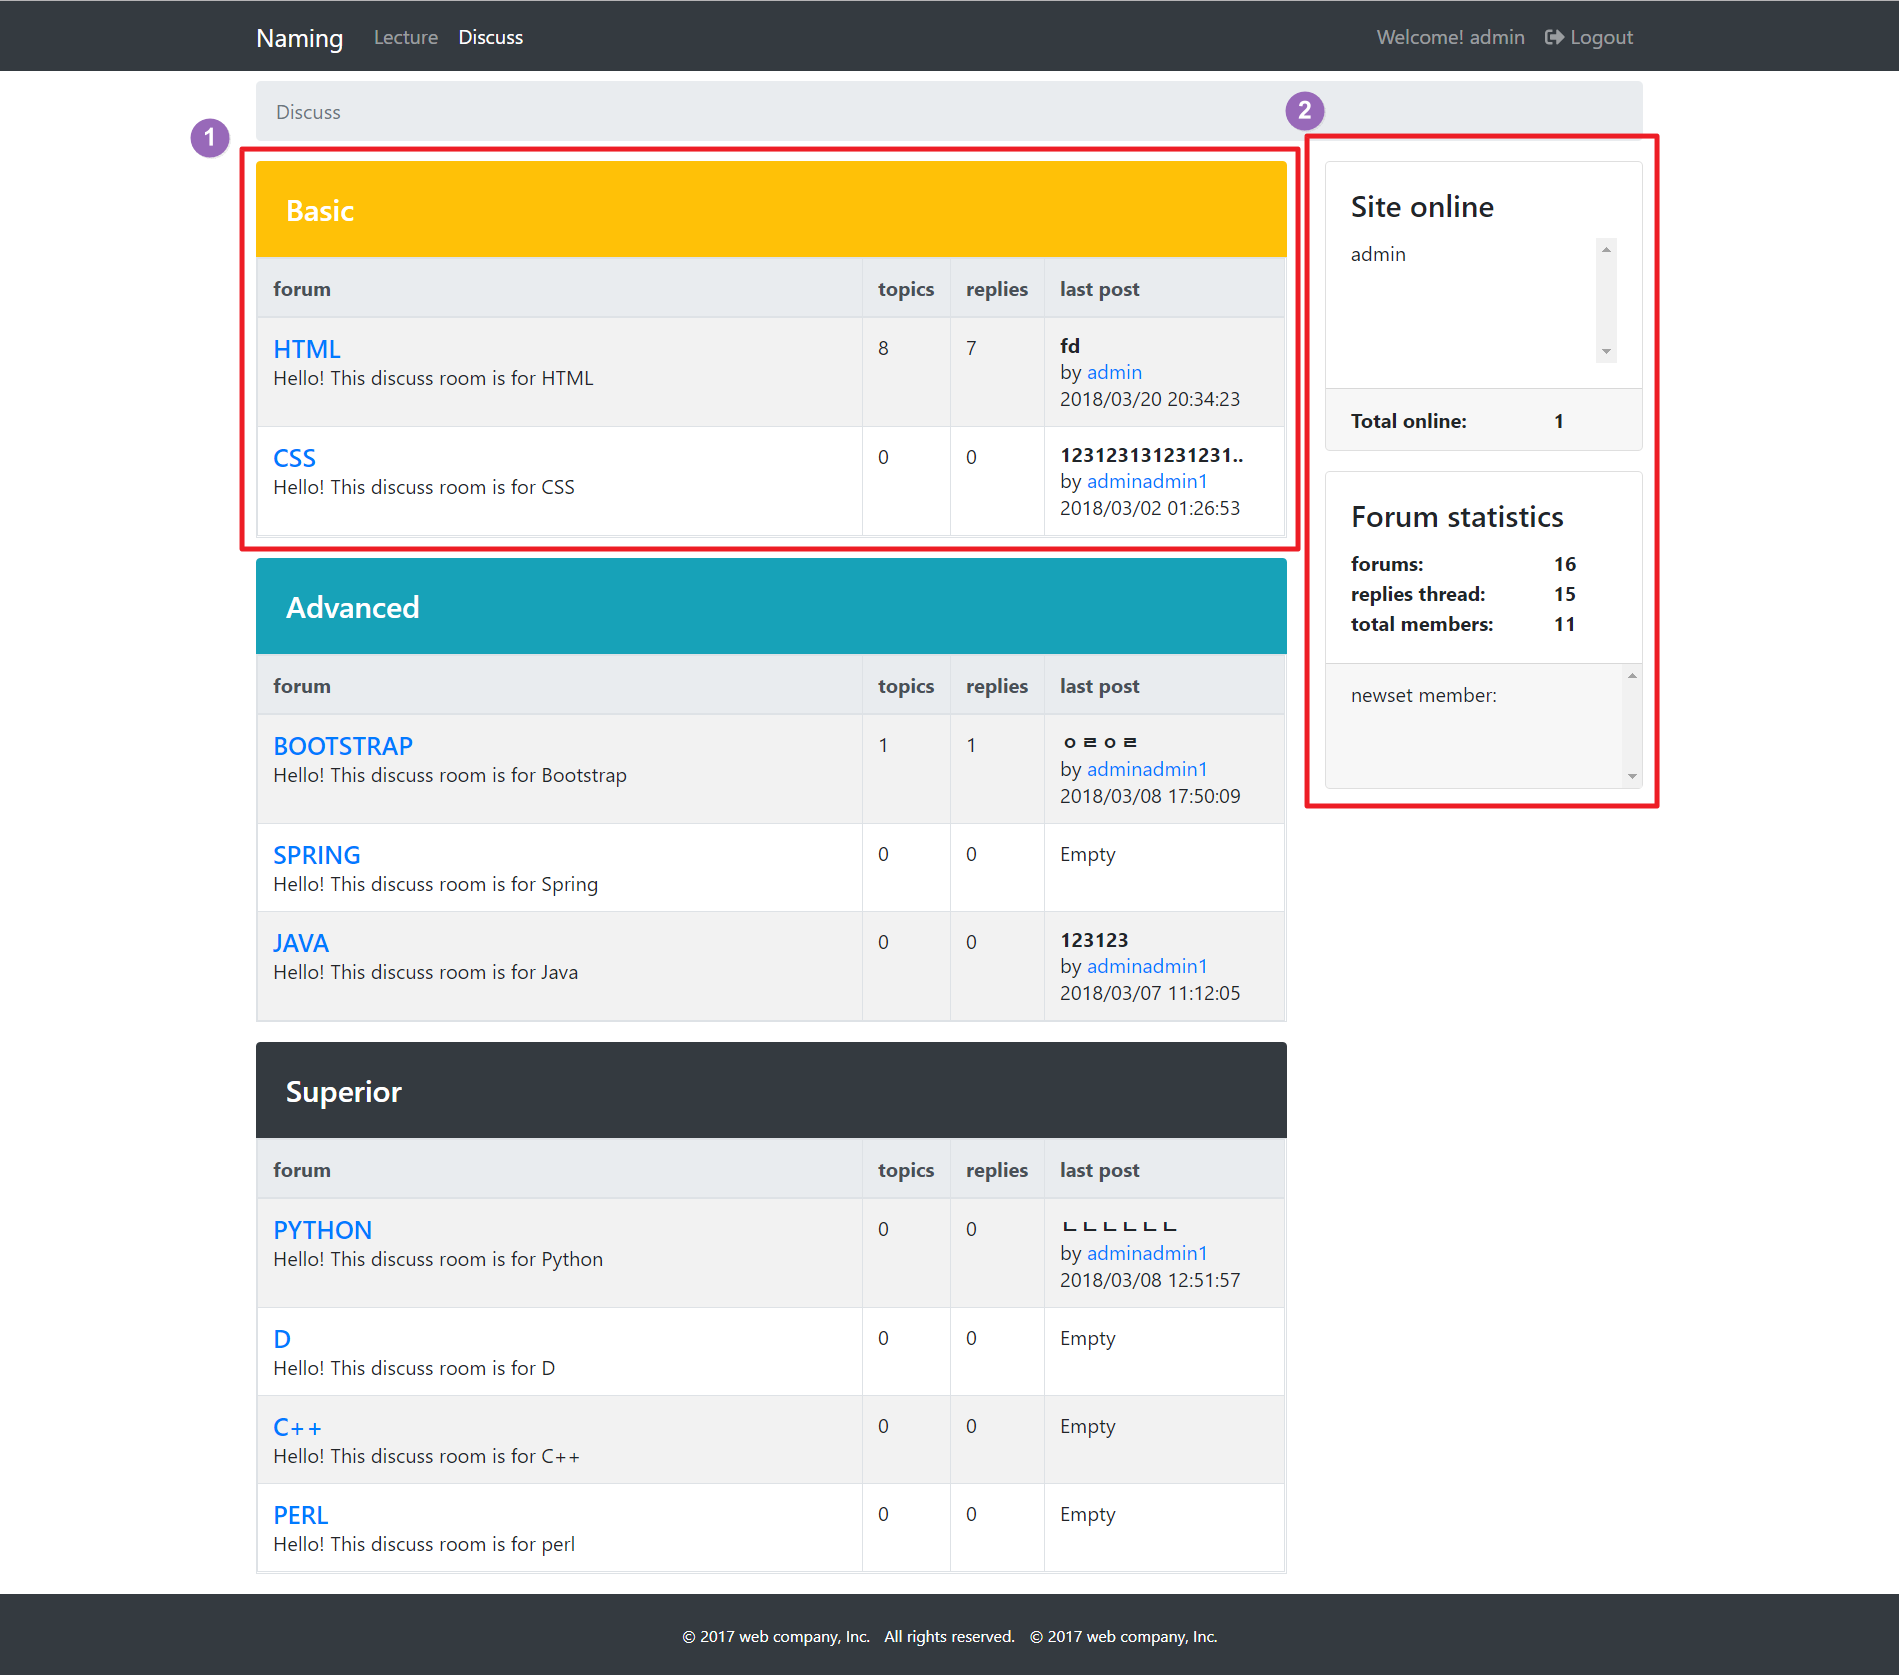 Naming Lecture Discuss Welcome! admin Logout
Discuss
1
2
Basic
forum topics replies last post
HTML 8 7 fd
Hello! This discuss room is for HTML by admin
2018/03/20 20:34:23
CSS 0 0 123123131231231..
Hello! This discuss room is for CSS by adminadmin1
2018/03/02 01:26:53
Advanced
forum topics replies last post
BOOTSTRAP 1 1 ㅇㄹㅇㄹ
Hello! This discuss room is for Bootstrap by adminadmin1
2018/03/08 17:50:09
SPRING 0 0 Empty
Hello! This discuss room is for Spring
JAVA 0 0 123123
Hello! This discuss room is for Java by adminadmin1
2018/03/07 11:12:05
Superior
forum topics replies last post
PYTHON 0 0 ㄴㄴㄴㄴㄴㄴ
Hello! This discuss room is for Python by adminadmin1
2018/03/08 12:51:57
D 0 0 Empty
Hello! This discuss room is for D
C++ 0 0 Empty
Hello! This discuss room is for C++
PERL 0 0 Empty
Hello! This discuss room is for perl
Site online
admin
Total online: 1
Forum statistics
forums: 16
replies thread: 15
total members: 11
newset member:
© 2017 web company, Inc. All rights reserved. © 2017 web company, Inc.